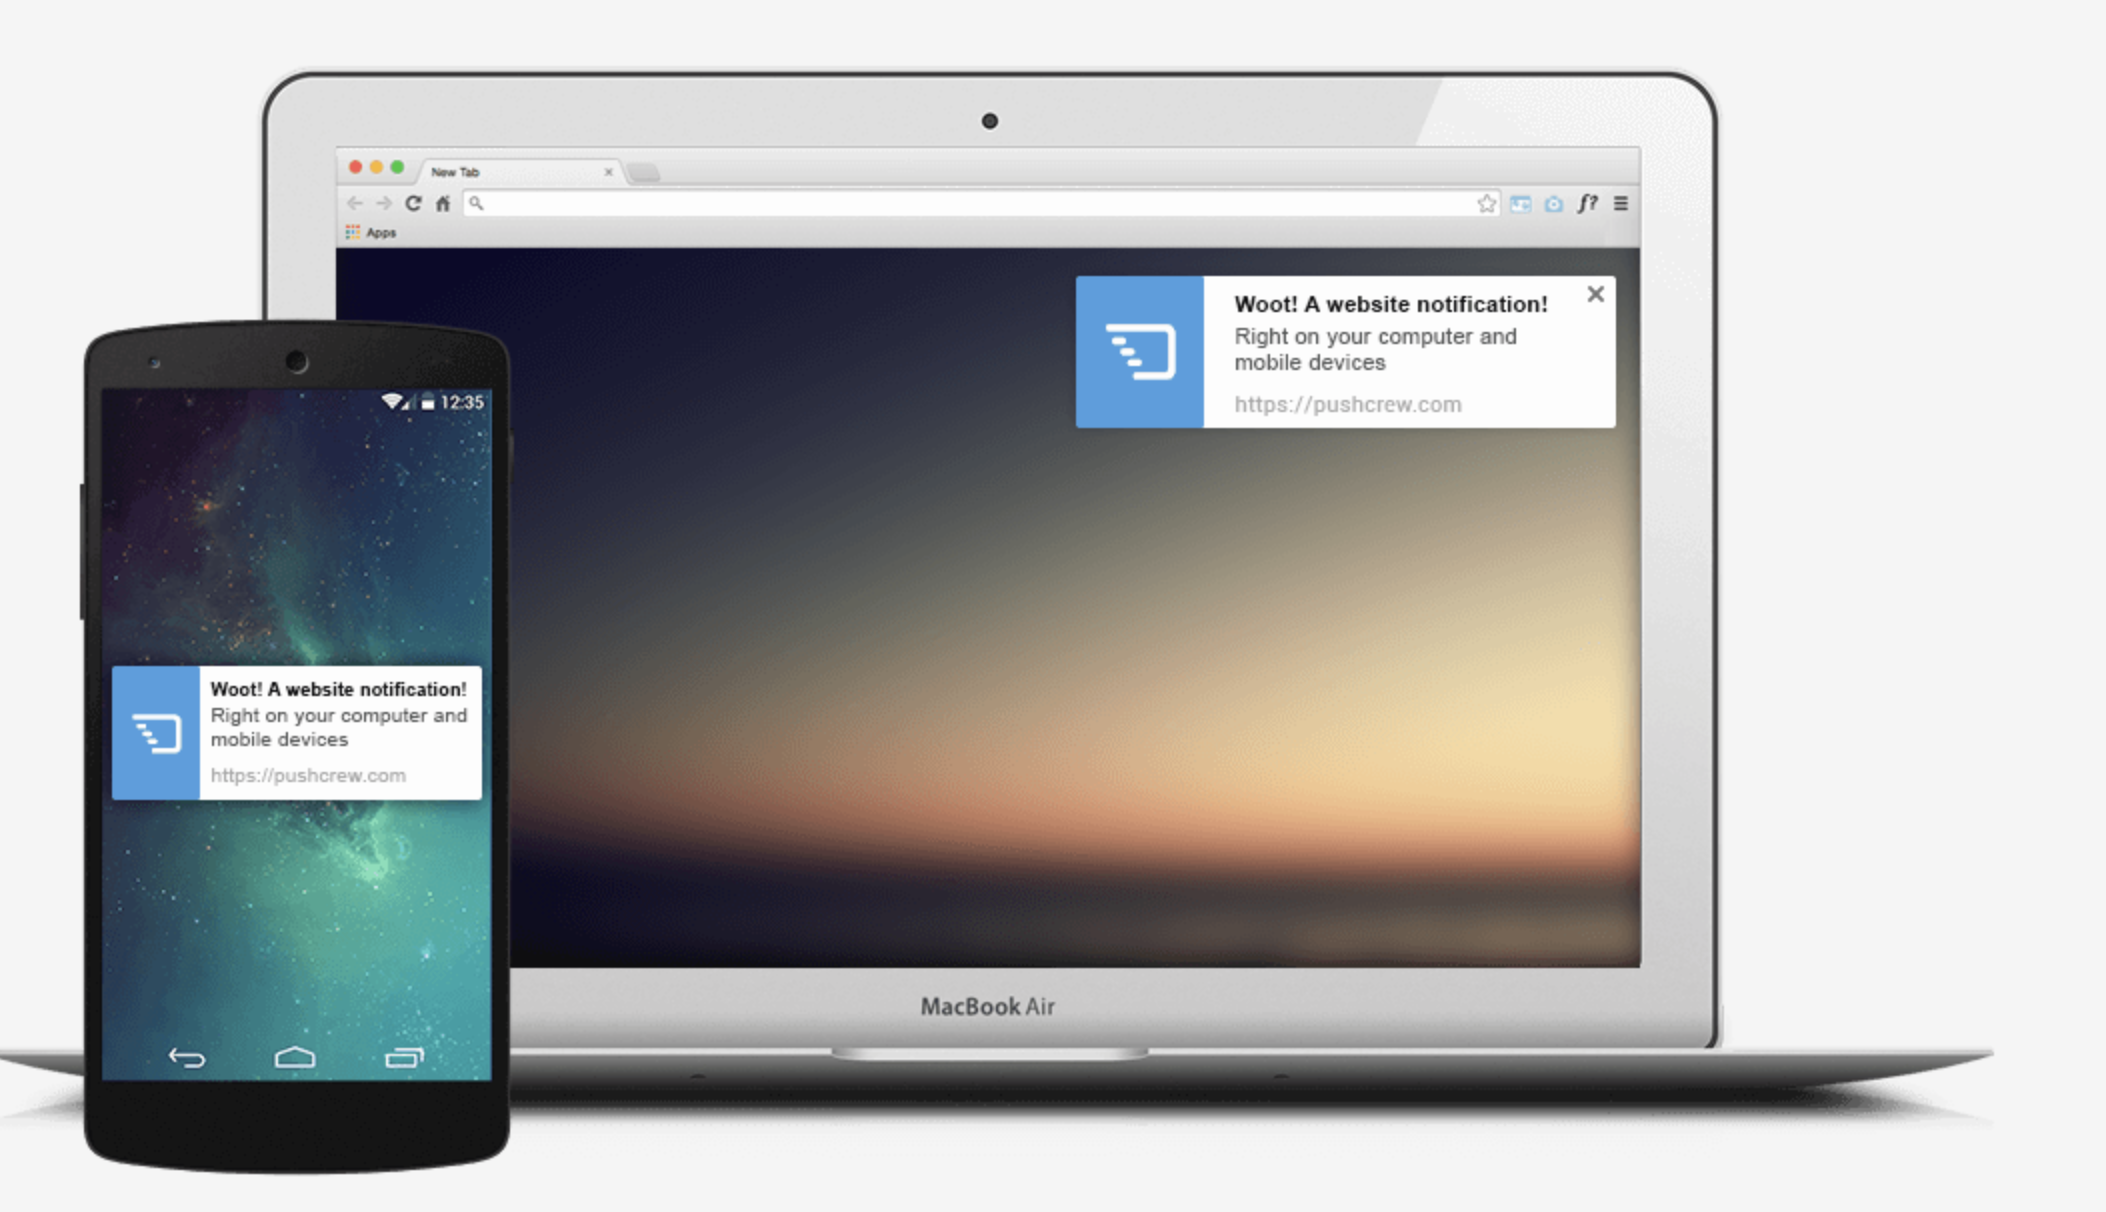 New Tab
Apps
Woot! A website notification!
Right on your computer and
mobile devices
https://pushcrew.com
12:35
Woot! A website notification!
Right on your computer and
mobile devices
https://pushcrew.com
MacBook Air
f?